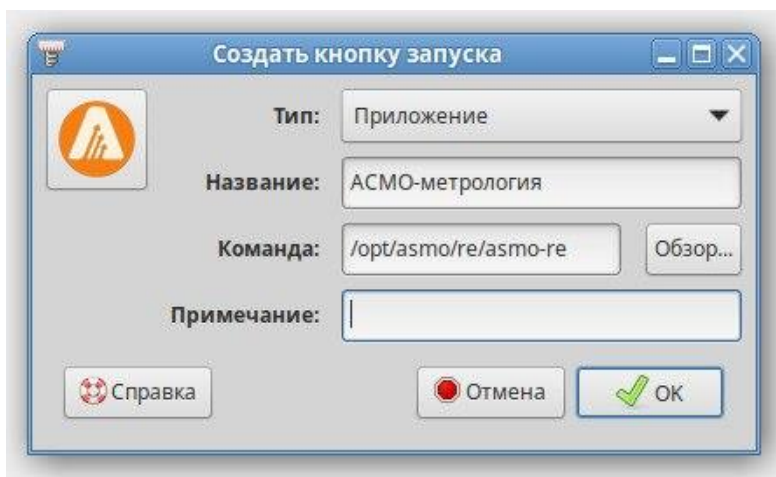 Создать кнопку запуска
Тип: Приложение
Название: АСМО-метрология
Команда: /opt/asmo/re/asmo-re Обзор...
Примечание:
Справка Отмена OK